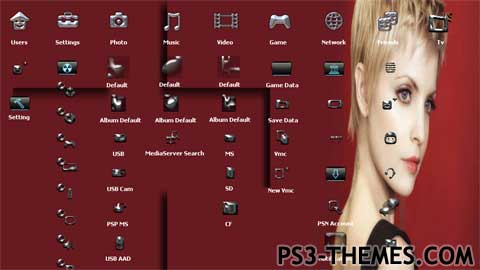 Users Settings Photo Music Video Game Network Friends Tv
Default Default Default Game Data
Setting Album Default Album Default Album Default Save Data
USB MediaServer Search MS Vmc
USB Cam SD New Vmc
PSP MS CF PSN Account
USB AAD
PS3-THEMES.COM